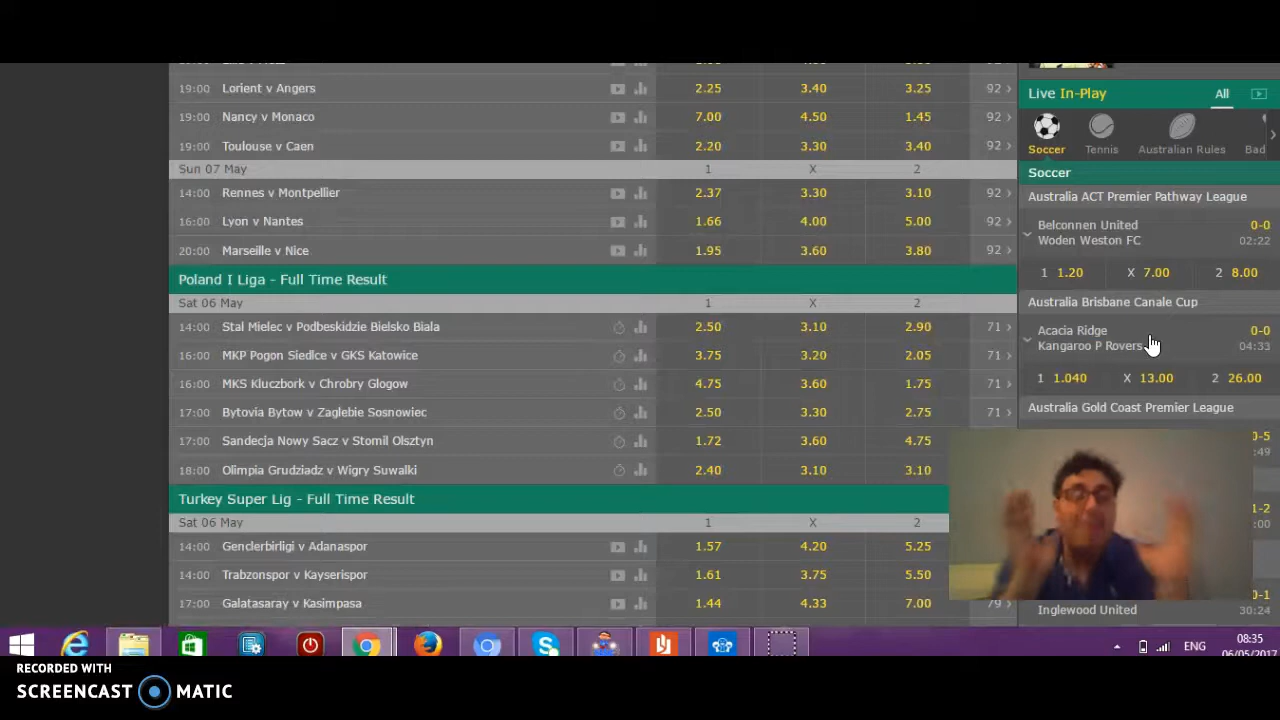 19:00 Lorient v Angers 2.25 3.40 3.25 92 >
19:00 Nancy v Monaco 7.00 4.50 1.45 92 >
19:00 Toulouse v Caen 2.20 3.30 3.40 92 >
Sun 07 May 1 X 2
14:00 Rennes v Montpellier 2.37 3.30 3.10 92 >
16:00 Lyon v Nantes 1.66 4.00 5.00 92 >
20:00 Marseille v Nice 1.95 3.60 3.80 92 >
Poland I Liga - Full Time Result
Sat 06 May 1 X 2
14:00 Stal Mielec v Podbeskidzie Bielsko Biala 2.50 3.10 2.90 71 >
16:00 MKP Pogon Siedlce v GKS Katowice 3.75 3.20 2.05 71 >
16:00 MKS Kluczbork v Chrobry Glogow 4.75 3.60 1.75 71 >
17:00 Bytovia Bytow v Zaglebie Sosnowiec 2.50 3.30 2.75 71 >
17:00 Sandecja Nowy Sacz v Stomil Olsztyn 1.72 3.60 4.75
18:00 Olimpia Grudziadz v Wigry Suwalki 2.40 3.10 3.10
Turkey Super Lig - Full Time Result
Sat 06 May 1 X 2
14:00 Genclerbirligi v Adanaspor 1.57 4.20 5.25
14:00 Trabzonspor v Kayserispor 1.61 3.75 5.50
17:00 Galatasaray v Kasimpasa 1.44 4.33 7.00 79 >
Live In-Play All
Soccer Tennis Australian Rules Bad
Soccer
Australia ACT Premier Pathway League
Belconnen United 0-0
Woden Weston FC 02:22
1 1.20 X 7.00 2 8.00
Australia Brisbane Canale Cup
Acacia Ridge 0-0
Kangaroo P Rovers 04:33
1 1.040 X 13.00 2 26.00
Australia Gold Coast Premier League
0-5
:49
1-2
:00
0-1
Inglewood United 30:24
ENG 08:35
06/05/2017
RECORDED WITH
SCREENCAST MATIC